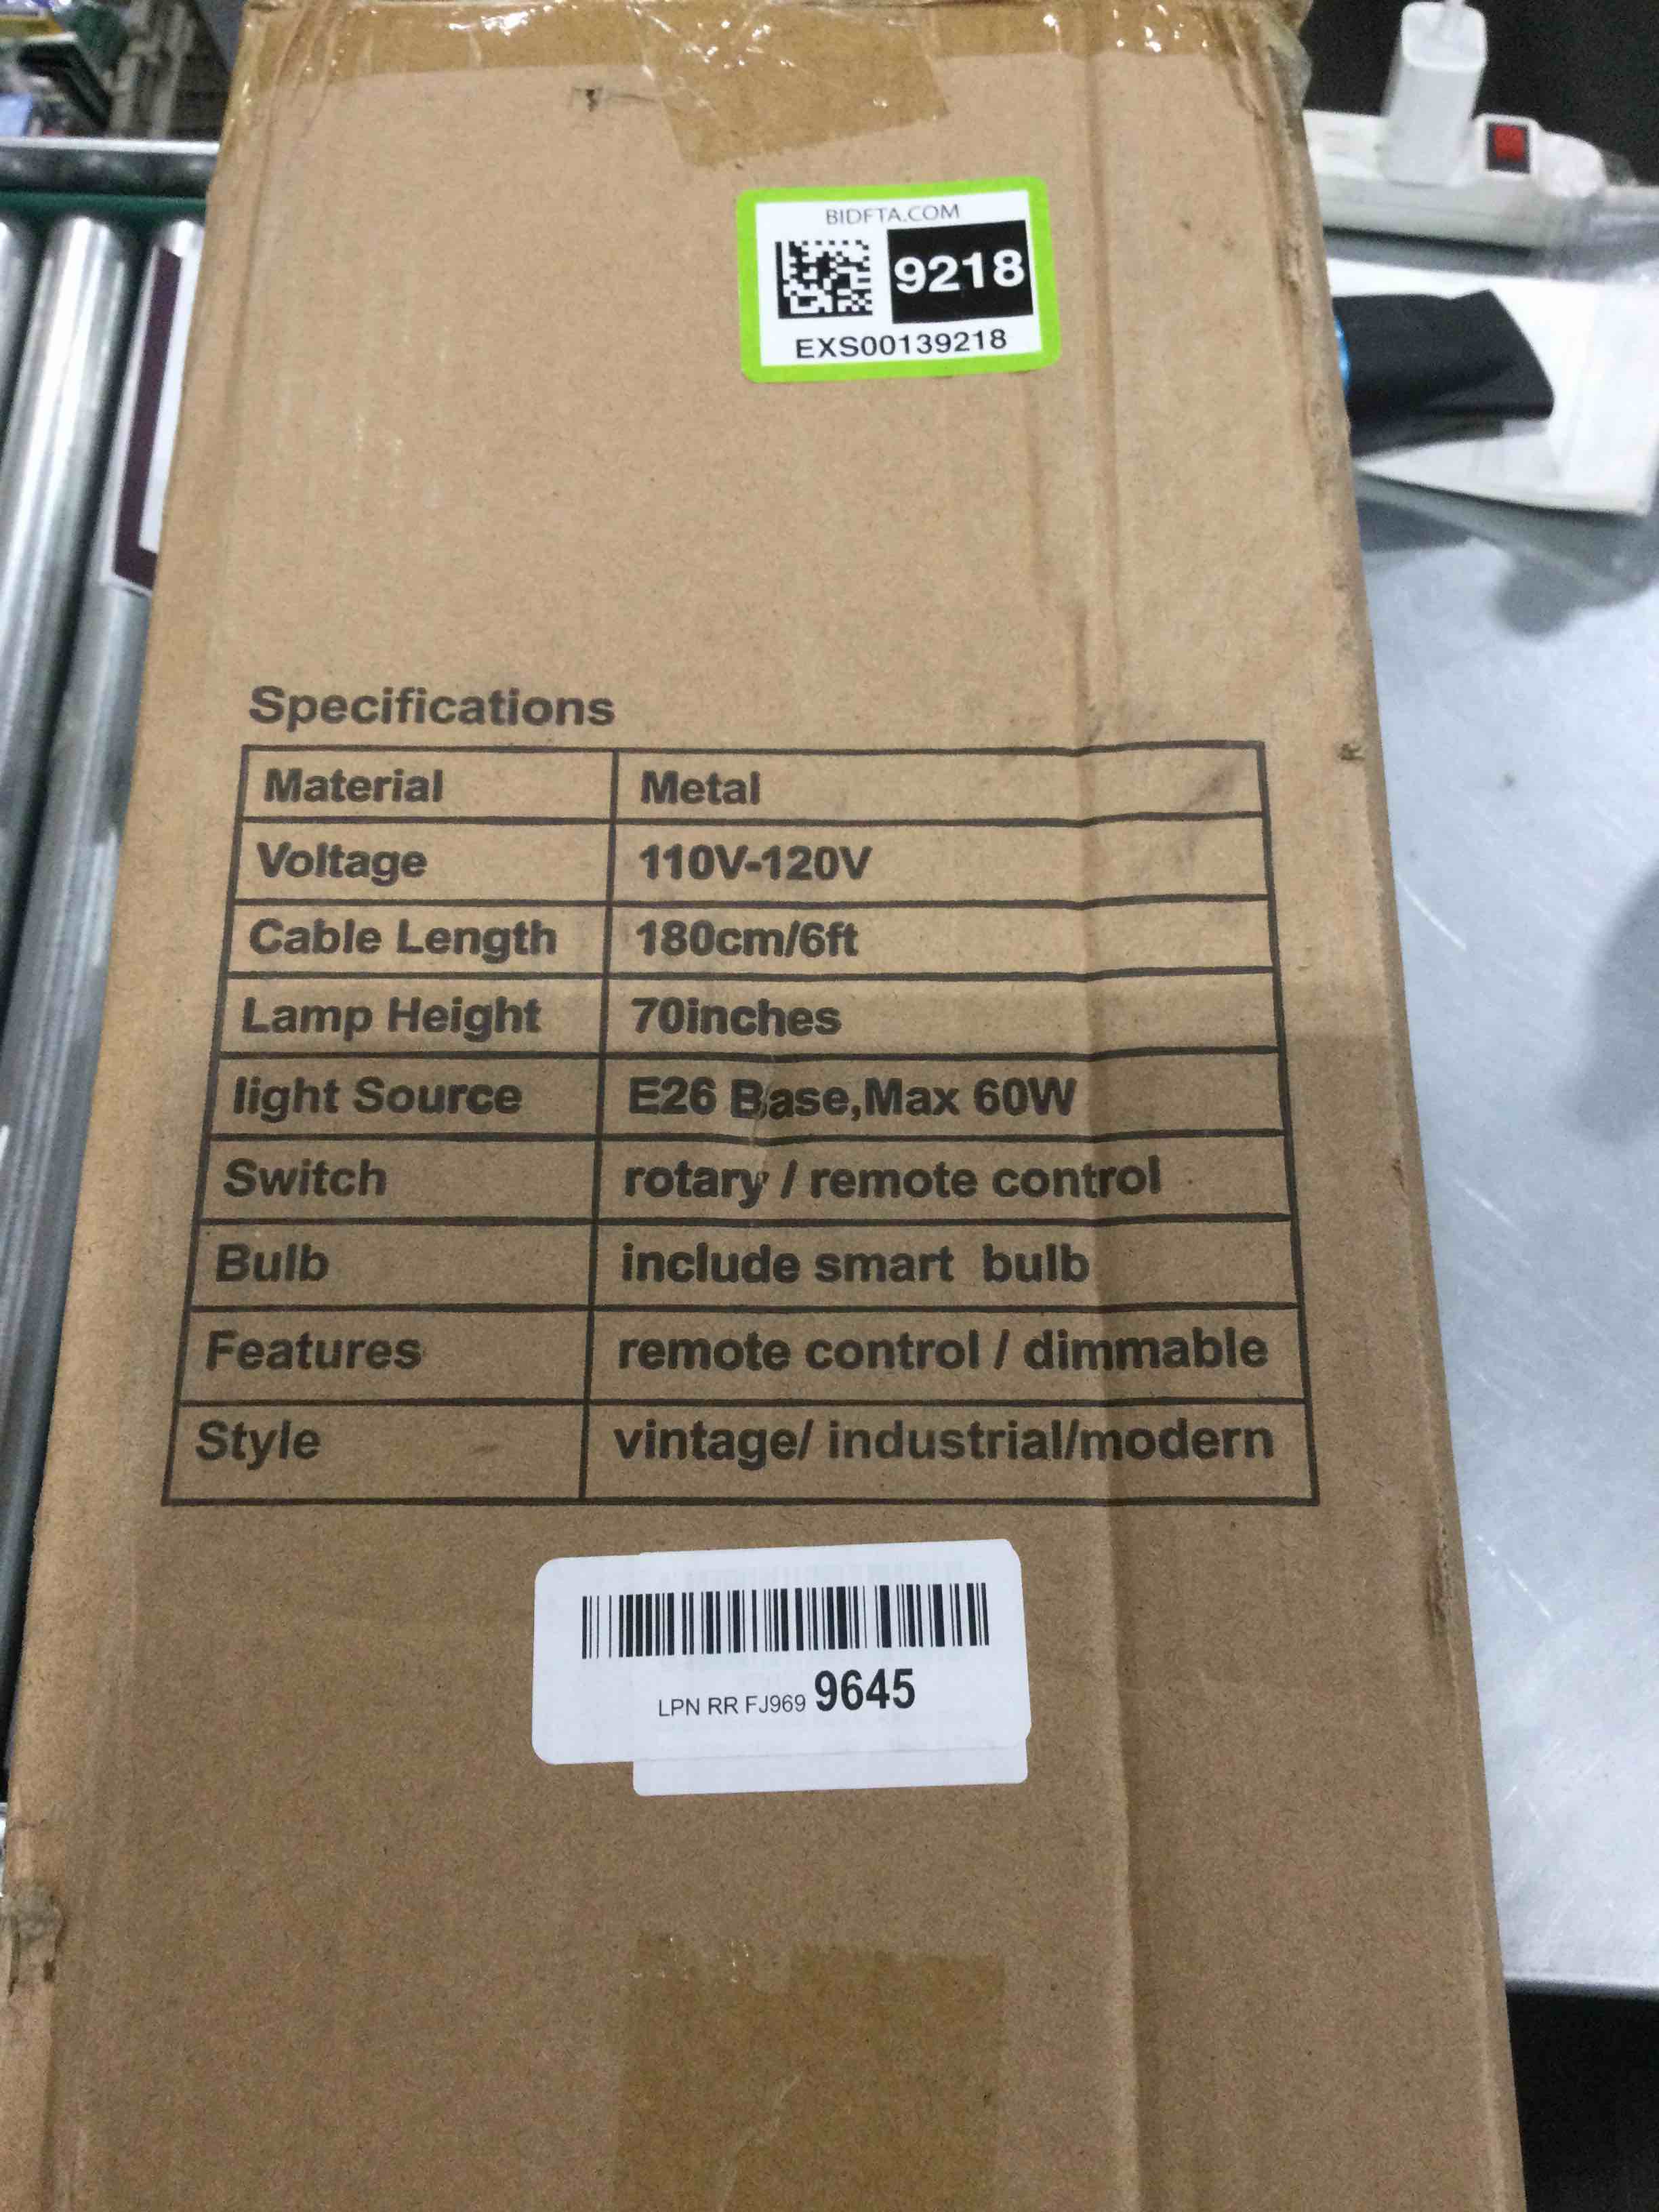 BIDFTA.COM
9218
EXS00139218
Specifications
Material Metal
Voltage 110V-120V
Cable Length 180cm/6ft
Lamp Height 70inches
light Source E26 Base,Max 60W
Switch rotary / remote control
Bulb include smart bulb
Features remote control / dimmable
Style vintage/ industrial/modern
LPN RR FJ969 9645